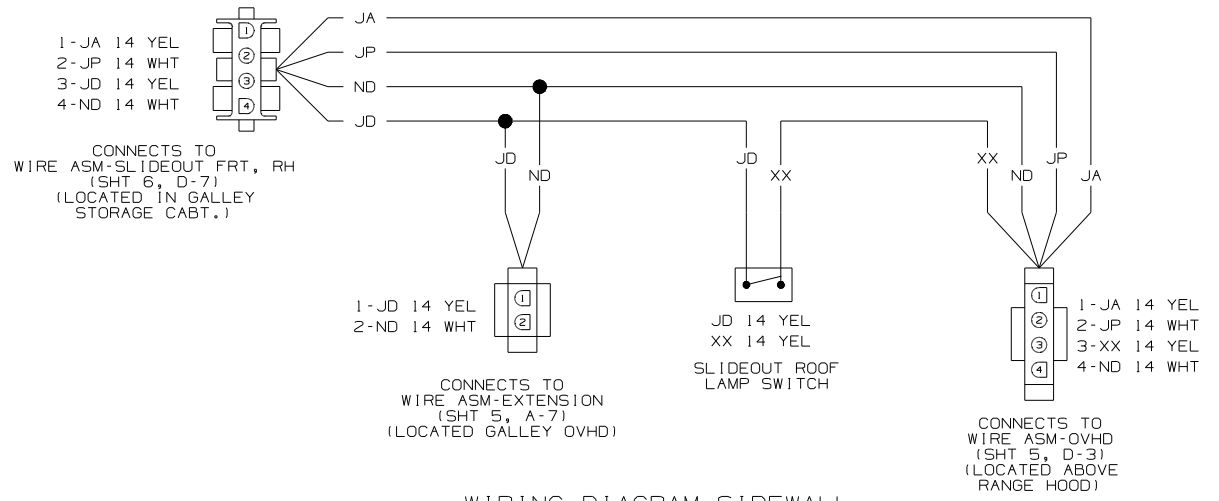 1-JA 14 YEL
2-JP 14 WHT
3-JD 14 YEL
4-ND 14 WHT
1
2
3
4
CONNECTS TO
WIRE ASM-SLIDEOUT FRT, RH
(SHT 6, D-7)
(LOCATED IN GALLEY
STORAGE CABT.)
JA
JP
ND
JD
JD
ND
JD
XX
XX
ND
JP
JA
1-JD 14 YEL
2-ND 14 WHT
1
2
CONNECTS TO
WIRE ASM-EXTENSION
(SHT 5, A-7)
(LOCATED GALLEY OVHD)
JD 14 YEL
XX 14 YEL
SLIDEOUT ROOF
LAMP SWITCH
1
2
3
4
1-JA 14 YEL
2-JP 14 WHT
3-XX 14 YEL
4-ND 14 WHT
CONNECTS TO
WIRE ASM-OVHD
(SHT 5, D-3)
(LOCATED ABOVE
RANGE HOOD)
WIRING DIAGRAM SIDEWALL